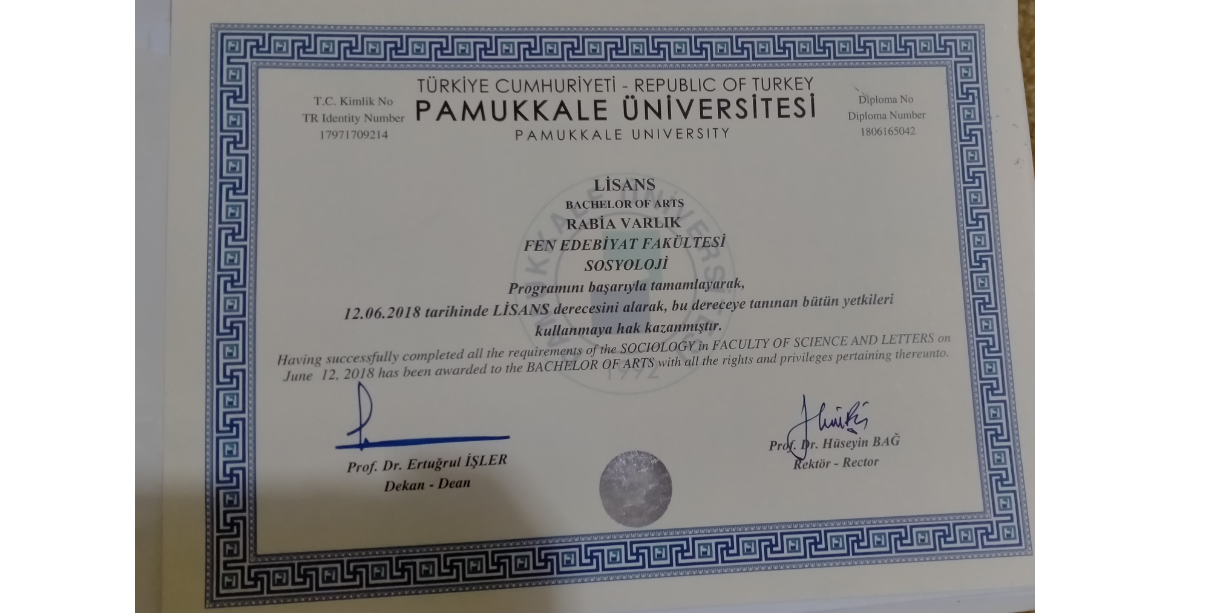 TÜRKİYE CUMHURİYETİ - REPUBLIC OF TURKEY
PAMUKKALE ÜNİVERSİTESİ
PAMUKKALE UNIVERSITY
T.C. Kimlik No
TR Identity Number
17971709214
Diploma No
Diploma Number
1806165042
LİSANS
BACHELOR OF ARTS
RABİA VARLIK
FEN EDEBİYAT FAKÜLTESİ
SOSYOLOJİ
Programını başarıyla tamamlayarak,
12.06.2018 tarihinde LİSANS derecesini alarak, bu dereceye tanınan bütün yetkileri
kullanmaya hak kazanmıştır.
Having successfully completed all the requirements of the SOCIOLOGY in FACULTY OF SCIENCE AND LETTERS on
June 12, 2018 has been awarded to the BACHELOR OF ARTS with all the rights and privileges pertaining thereunto.
PAMUKKALE ÜNİVERSİTESİ
1992
Prof. Dr. Ertuğrul İŞLER
Dekan - Dean
Prof. Dr. Hüseyin BAĞ
Rektör - Rector